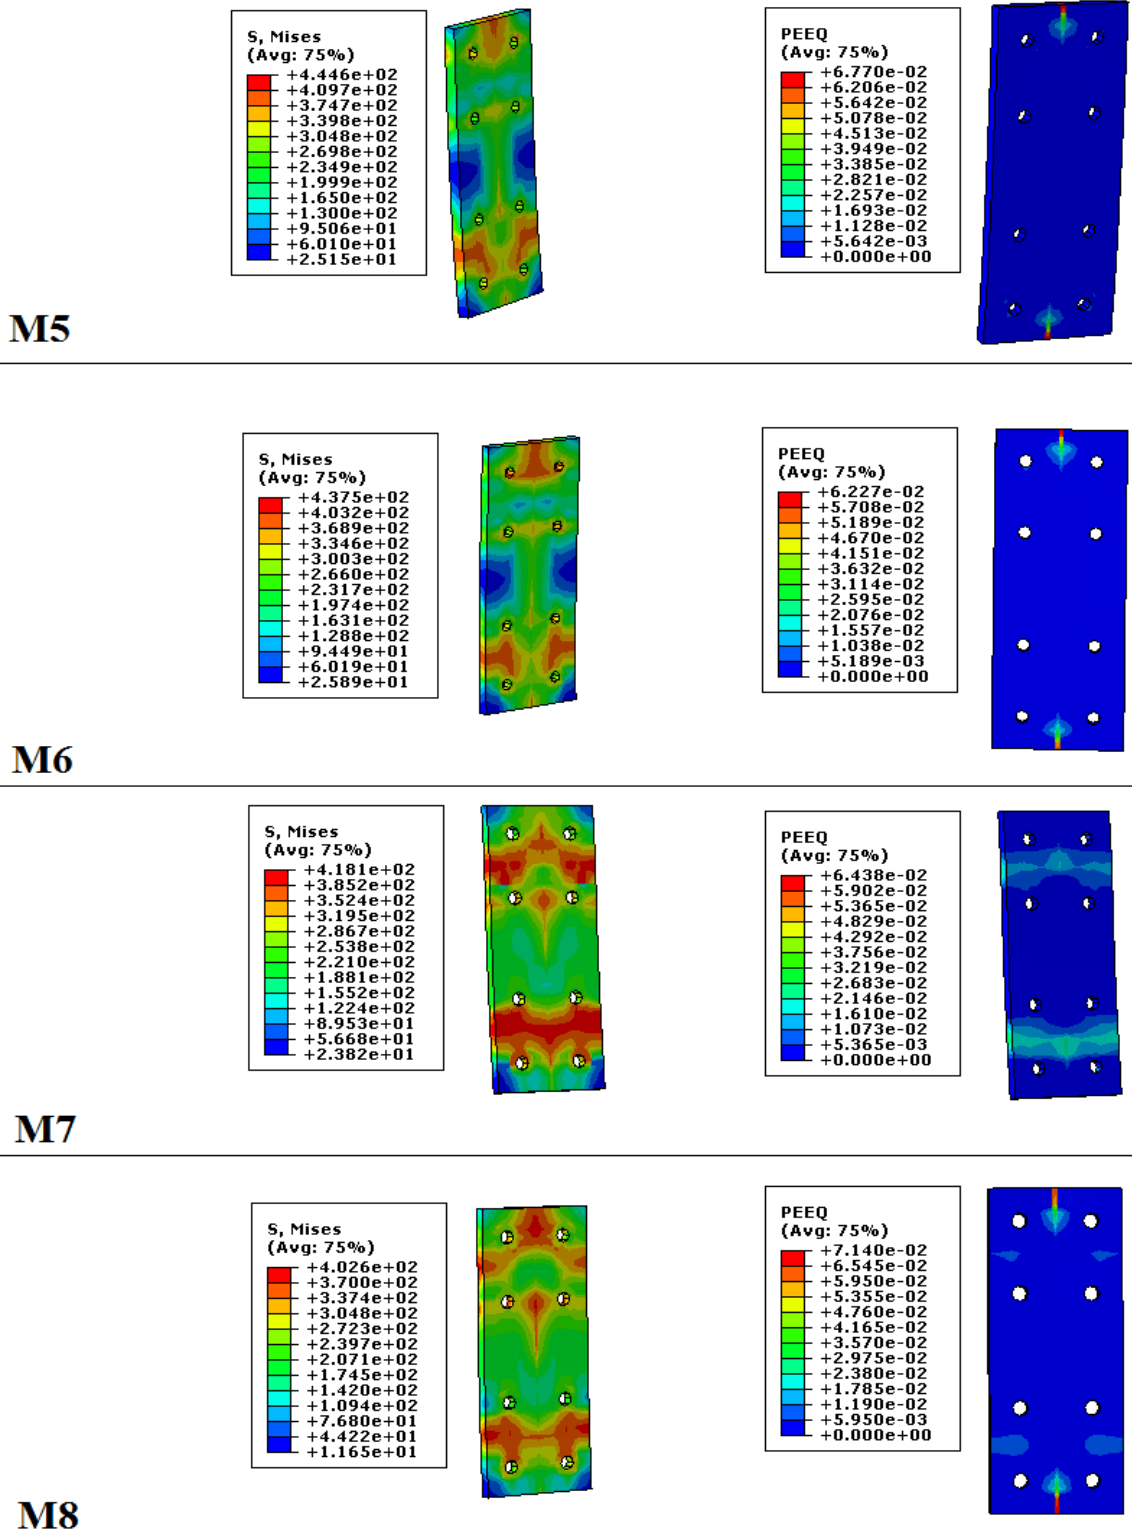 S, Mises
(Avg: 75%)
+4.446e+02
+4.097e+02
+3.747e+02
+3.398e+02
+3.048e+02
+2.698e+02
+2.349e+02
+1.999e+02
+1.650e+02
+1.300e+02
+9.506e+01
+6.010e+01
+2.515e+01
PEEQ
(Avg: 75%)
+6.770e-02
+6.206e-02
+5.642e-02
+5.078e-02
+4.513e-02
+3.949e-02
+3.385e-02
+2.821e-02
+2.257e-02
+1.693e-02
+1.128e-02
+5.642e-03
+0.000e+00
M5
S, Mises
(Avg: 75%)
+4.375e+02
+4.032e+02
+3.689e+02
+3.346e+02
+3.003e+02
+2.660e+02
+2.317e+02
+1.974e+02
+1.631e+02
+1.288e+02
+9.449e+01
+6.019e+01
+2.589e+01
PEEQ
(Avg: 75%)
+6.227e-02
+5.708e-02
+5.189e-02
+4.670e-02
+4.151e-02
+3.632e-02
+3.114e-02
+2.595e-02
+2.076e-02
+1.557e-02
+1.038e-02
+5.189e-03
+0.000e+00
M6
S, Mises
(Avg: 75%)
+4.181e+02
+3.852e+02
+3.524e+02
+3.195e+02
+2.867e+02
+2.538e+02
+2.210e+02
+1.881e+02
+1.552e+02
+1.224e+02
+8.953e+01
+5.668e+01
+2.382e+01
PEEQ
(Avg: 75%)
+6.438e-02
+5.902e-02
+5.365e-02
+4.829e-02
+4.292e-02
+3.756e-02
+3.219e-02
+2.683e-02
+2.146e-02
+1.610e-02
+1.073e-02
+5.365e-03
+0.000e+00
M7
S, Mises
(Avg: 75%)
+4.026e+02
+3.700e+02
+3.374e+02
+3.048e+02
+2.723e+02
+2.397e+02
+2.071e+02
+1.745e+02
+1.420e+02
+1.094e+02
+7.680e+01
+4.422e+01
+1.165e+01
PEEQ
(Avg: 75%)
+7.140e-02
+6.545e-02
+5.950e-02
+5.355e-02
+4.760e-02
+4.165e-02
+3.570e-02
+2.975e-02
+2.380e-02
+1.785e-02
+1.190e-02
+5.950e-03
+0.000e+00
M8